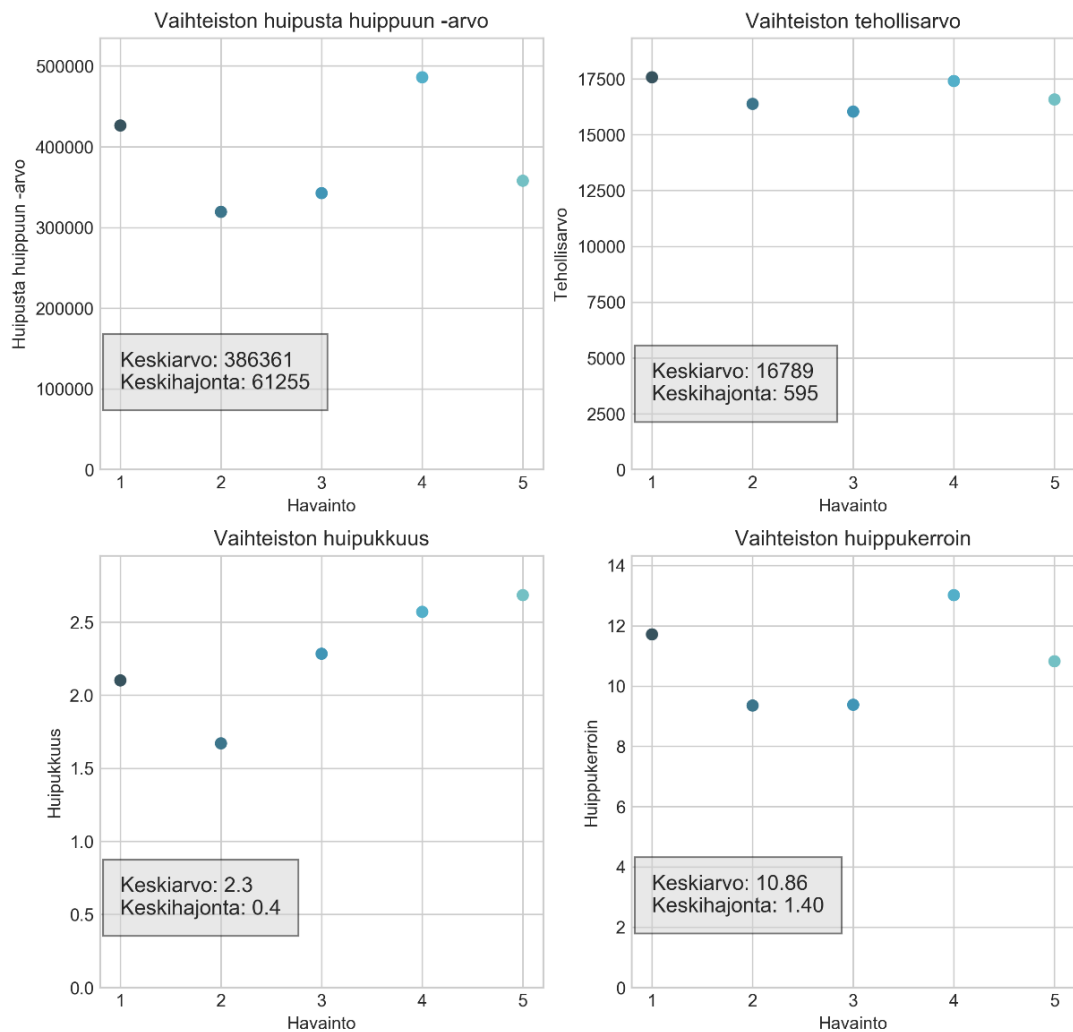 Vaihteiston huipusta huippuun -arvo
500000
400000
300000
200000
100000
0
Huipusta huippuun -arvo
Keskiarvo: 386361
Keskihajonta: 61255
1 2 3 4 5
Havainto
Vaihteiston tehollisarvo
17500
15000
12500
10000
7500
5000
2500
0
Tehollisarvo
Keskiarvo: 16789
Keskihajonta: 595
1 2 3 4 5
Havainto
Vaihteiston huipukkuus
2.5
2.0
1.5
1.0
0.5
0.0
Huipukkuus
Keskiarvo: 2.3
Keskihajonta: 0.4
1 2 3 4 5
Havainto
Vaihteiston huippukerroin
14
12
10
8
6
4
2
0
Huippukerroin
Keskiarvo: 10.86
Keskihajonta: 1.40
1 2 3 4 5
Havainto